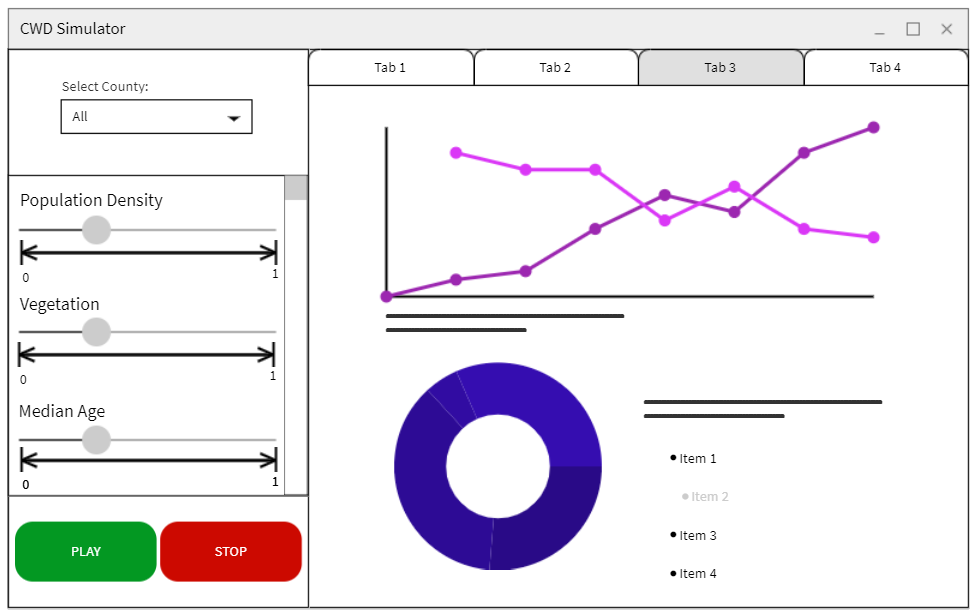 CWD Simulator
Select County:
All
Population Density
0
1
Vegetation
0
1
Median Age
0
1
PLAY
STOP
Tab 1
Tab 2
Tab 3
Tab 4
Item 1
Item 2
Item 3
Item 4